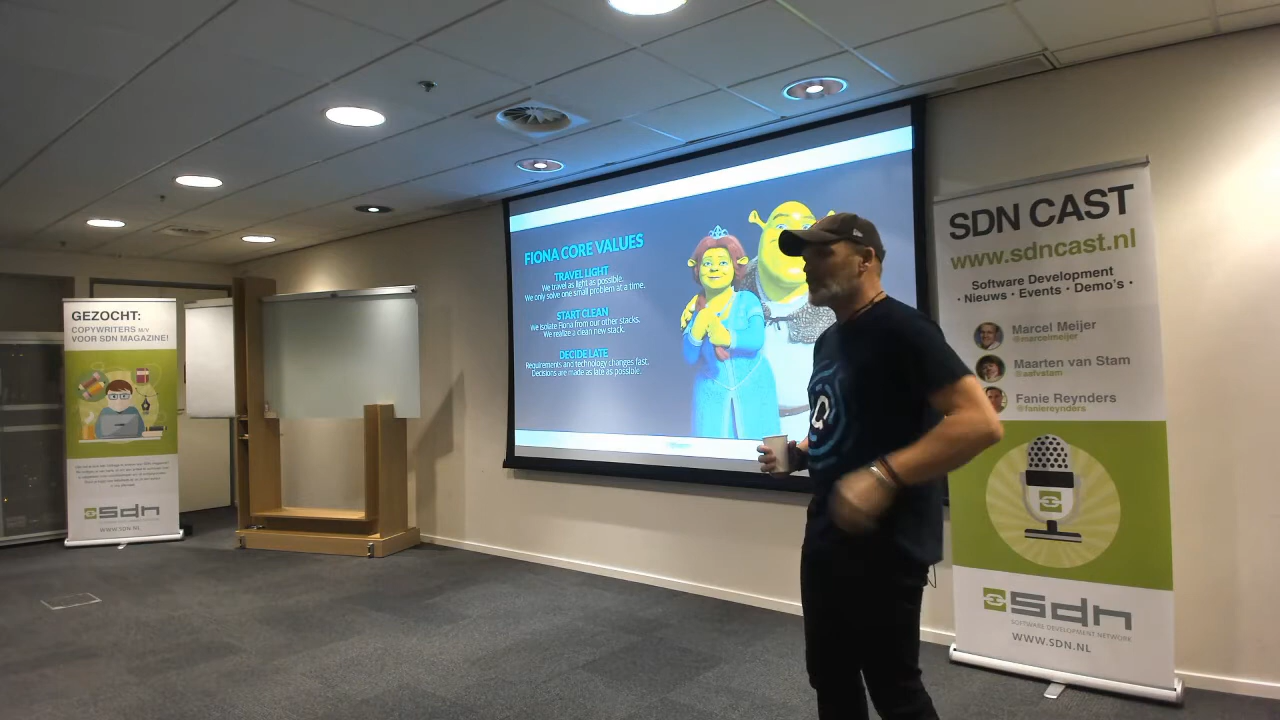 GEZOCHT:
COPYWRITERS M/V
VOOR SDN MAGAZINE!
sdn
WWW.SDN.NL
FIONA CORE VALUES
TRAVEL LIGHT
We travel as light as possible.
We only solve one small problem at a time.
START CLEAN
We isolate Fiona from our other stacks.
We realize a clean new stack.
DECIDE LATE
Requirements and technology changes fast.
Decisions are made as late as possible.
SDN CAST
www.sdncast.nl
Software Development
· Nieuws · Events · Demo's ·
Marcel Meijer
@marcelmeijer
Maarten van Stam
@aafvstam
Fanie Reynders
@faniereynders
sdn
SOFTWARE DEVELOPMENT NETWORK
WWW.SDN.NL